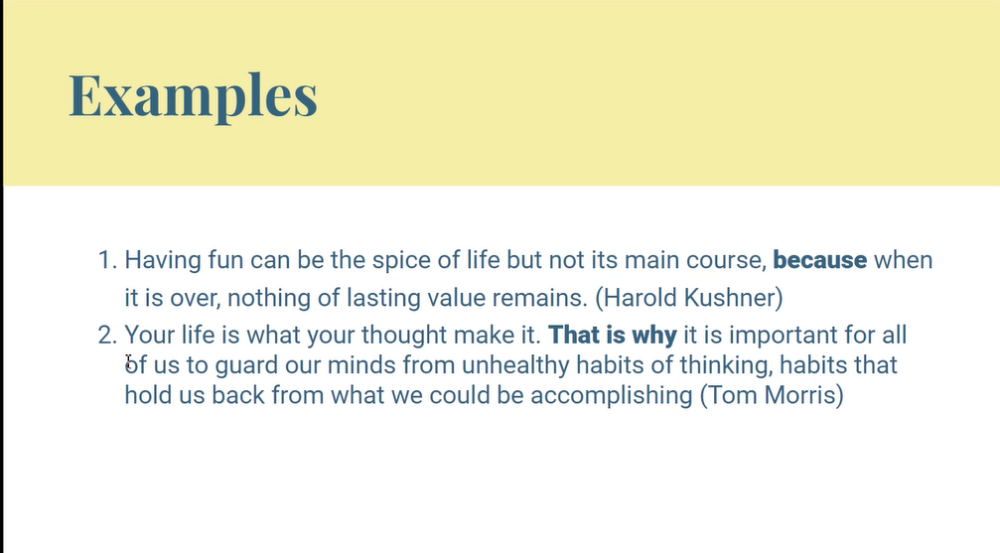 Examples
1. Having fun can be the spice of life but not its main course, because when
it is over, nothing of lasting value remains. (Harold Kushner)
2. Your life is what your thought make it. That is why it is important for all
of us to guard our minds from unhealthy habits of thinking, habits that
hold us back from what we could be accomplishing (Tom Morris)